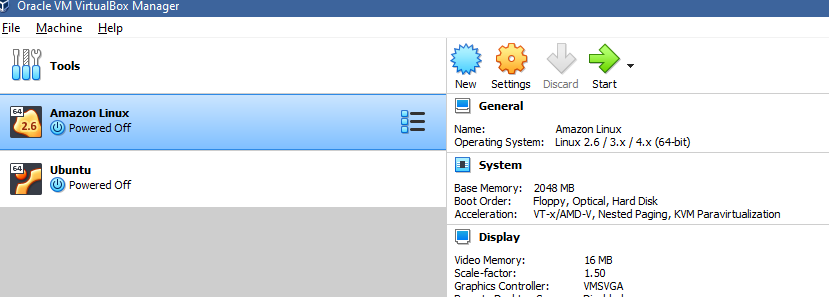 Oracle VM VirtualBox Manager
File Machine Help
Tools
64
2.6
Amazon Linux
Powered Off
64
Ubuntu
Powered Off
New Settings Discard Start
General
Name: Amazon Linux
Operating System: Linux 2.6 / 3.x / 4.x (64-bit)
System
Base Memory: 2048 MB
Boot Order: Floppy, Optical, Hard Disk
Acceleration: VT-x/AMD-V, Nested Paging, KVM Paravirtualization
Display
Video Memory: 16 MB
Scale-factor: 1.50
Graphics Controller: VMSVGA